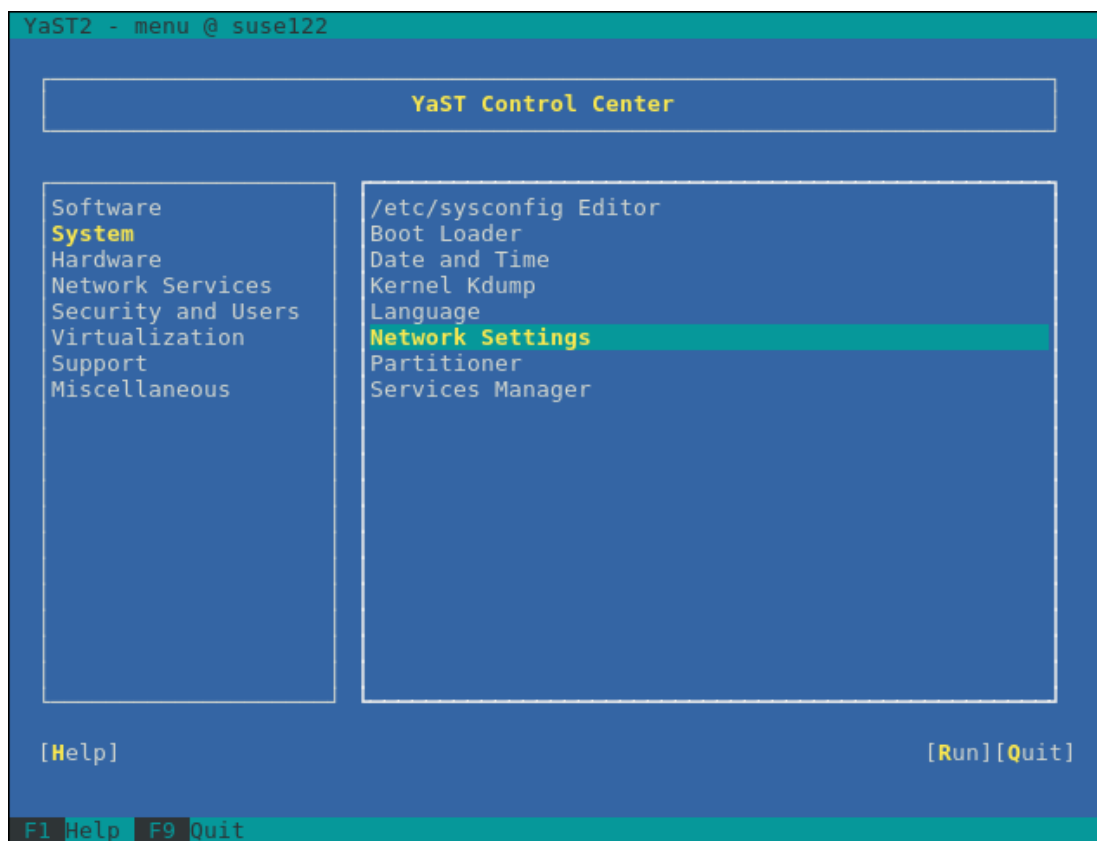 YaST2 - menu @ suse122
YaST Control Center
Software
System
Hardware
Network Services
Security and Users
Virtualization
Support
Miscellaneous
/etc/sysconfig Editor
Boot Loader
Date and Time
Kernel Kdump
Language
Network Settings
Partitioner
Services Manager
[Help]
[Run][Quit]
F1 Help F9 Quit